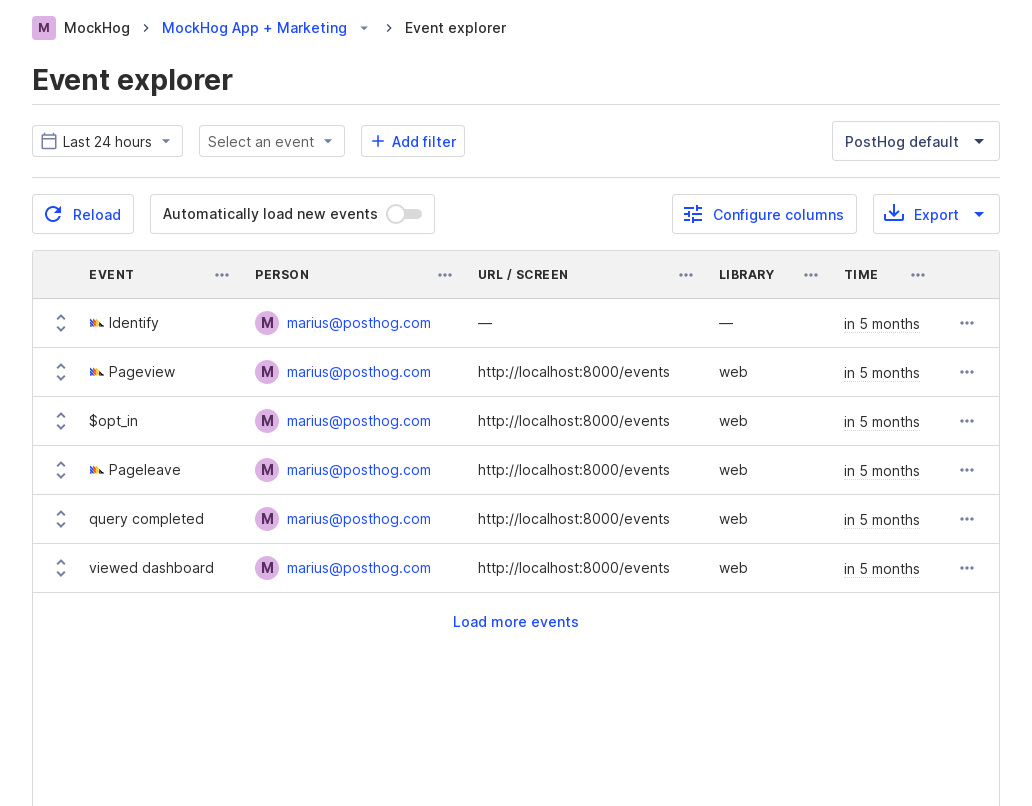 M MockHog MockHog App + Marketing Event explorer
Event explorer
Last 24 hours Select an event Add filter PostHog default
Reload Automatically load new events Configure columns Export
EVENT PERSON URL / SCREEN LIBRARY TIME
Identify M marius@posthog.com — — in 5 months
Pageview M marius@posthog.com http://localhost:8000/events web in 5 months
$opt_in M marius@posthog.com http://localhost:8000/events web in 5 months
Pageleave M marius@posthog.com http://localhost:8000/events web in 5 months
query completed M marius@posthog.com http://localhost:8000/events web in 5 months
viewed dashboard M marius@posthog.com http://localhost:8000/events web in 5 months
Load more events